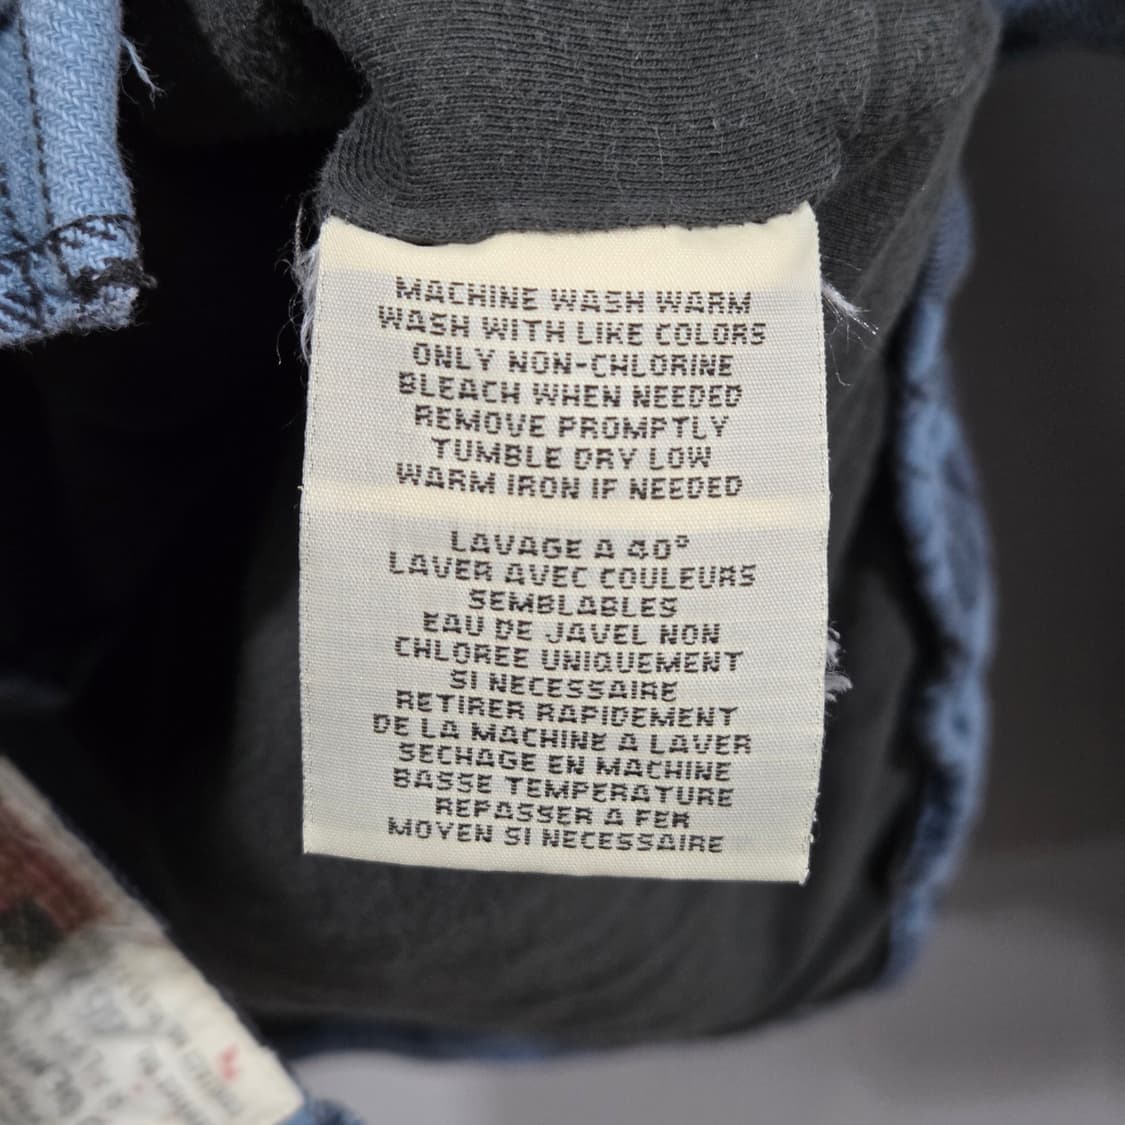 MACHINE WASH WARM
WASH WITH LIKE COLORS
ONLY NON-CHLORINE
BLEACH WHEN NEEDED
REMOVE PROMPTLY
TUMBLE DRY LOW
WARM IRON IF NEEDED
LAVAGE A 40°
LAVER AVEC COULEURS
SEMBLABLES
EAU DE JAVEL NON
CHLOREE UNIQUEMENT
SI NECESSAIRE
RETIRER RAPIDEMENT
DE LA MACHINE A LAVER
SECHAGE EN MACHINE
BASSE TEMPERATURE
REPASSER A FER
MOYEN SI NECESSAIRE